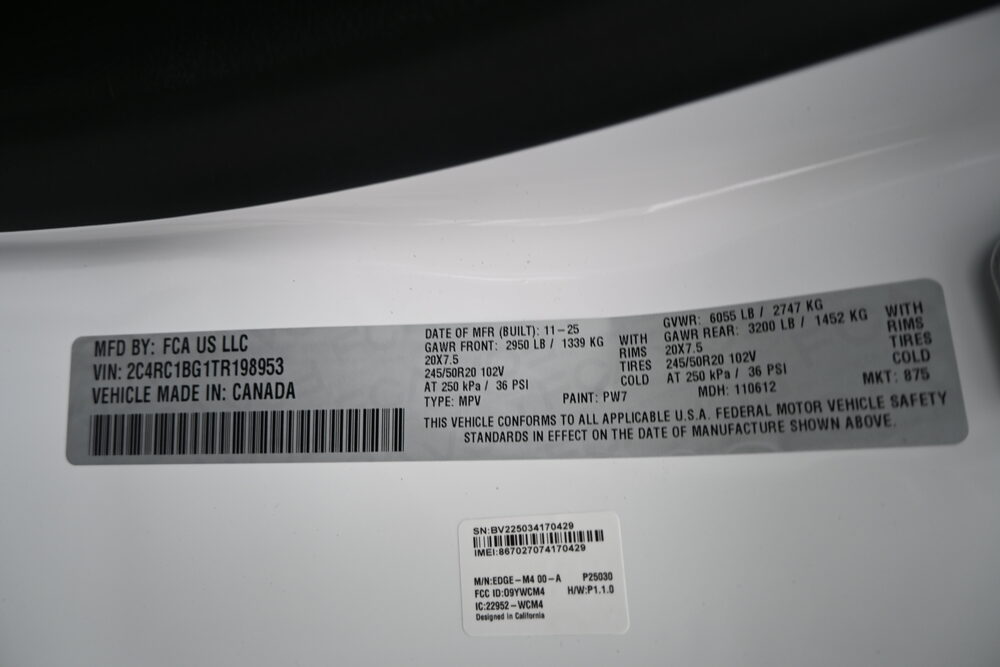 MFD BY: FCA US LLC
VIN: 2C4RC1BG1TR198953
VEHICLE MADE IN: CANADA
DATE OF MFR (BUILT): 11-25
GAWR FRONT: 2950 LB / 1339 KG WITH
20X7.5 RIMS
245/50R20 102V TIRES
AT 250 kPa / 36 PSI COLD
TYPE: MPV PAINT: PW7
GVWR: 6055 LB / 2747 KG
GAWR REAR: 3200 LB / 1452 KG WITH
20X7.5 RIMS
245/50R20 102V TIRES
AT 250 kPa / 36 PSI COLD
MDH: 110612 MKT: 875
THIS VEHICLE CONFORMS TO ALL APPLICABLE U.S.A. FEDERAL MOTOR VEHICLE SAFETY
STANDARDS IN EFFECT ON THE DATE OF MANUFACTURE SHOWN ABOVE.
SN:BV225034170429
IMEI:867027074170429
M/N:EDGE-M4 00-A P25030
FCC ID:O9YWCM4 H/W:P1.1.0
IC:22952-WCM4
Designed in California